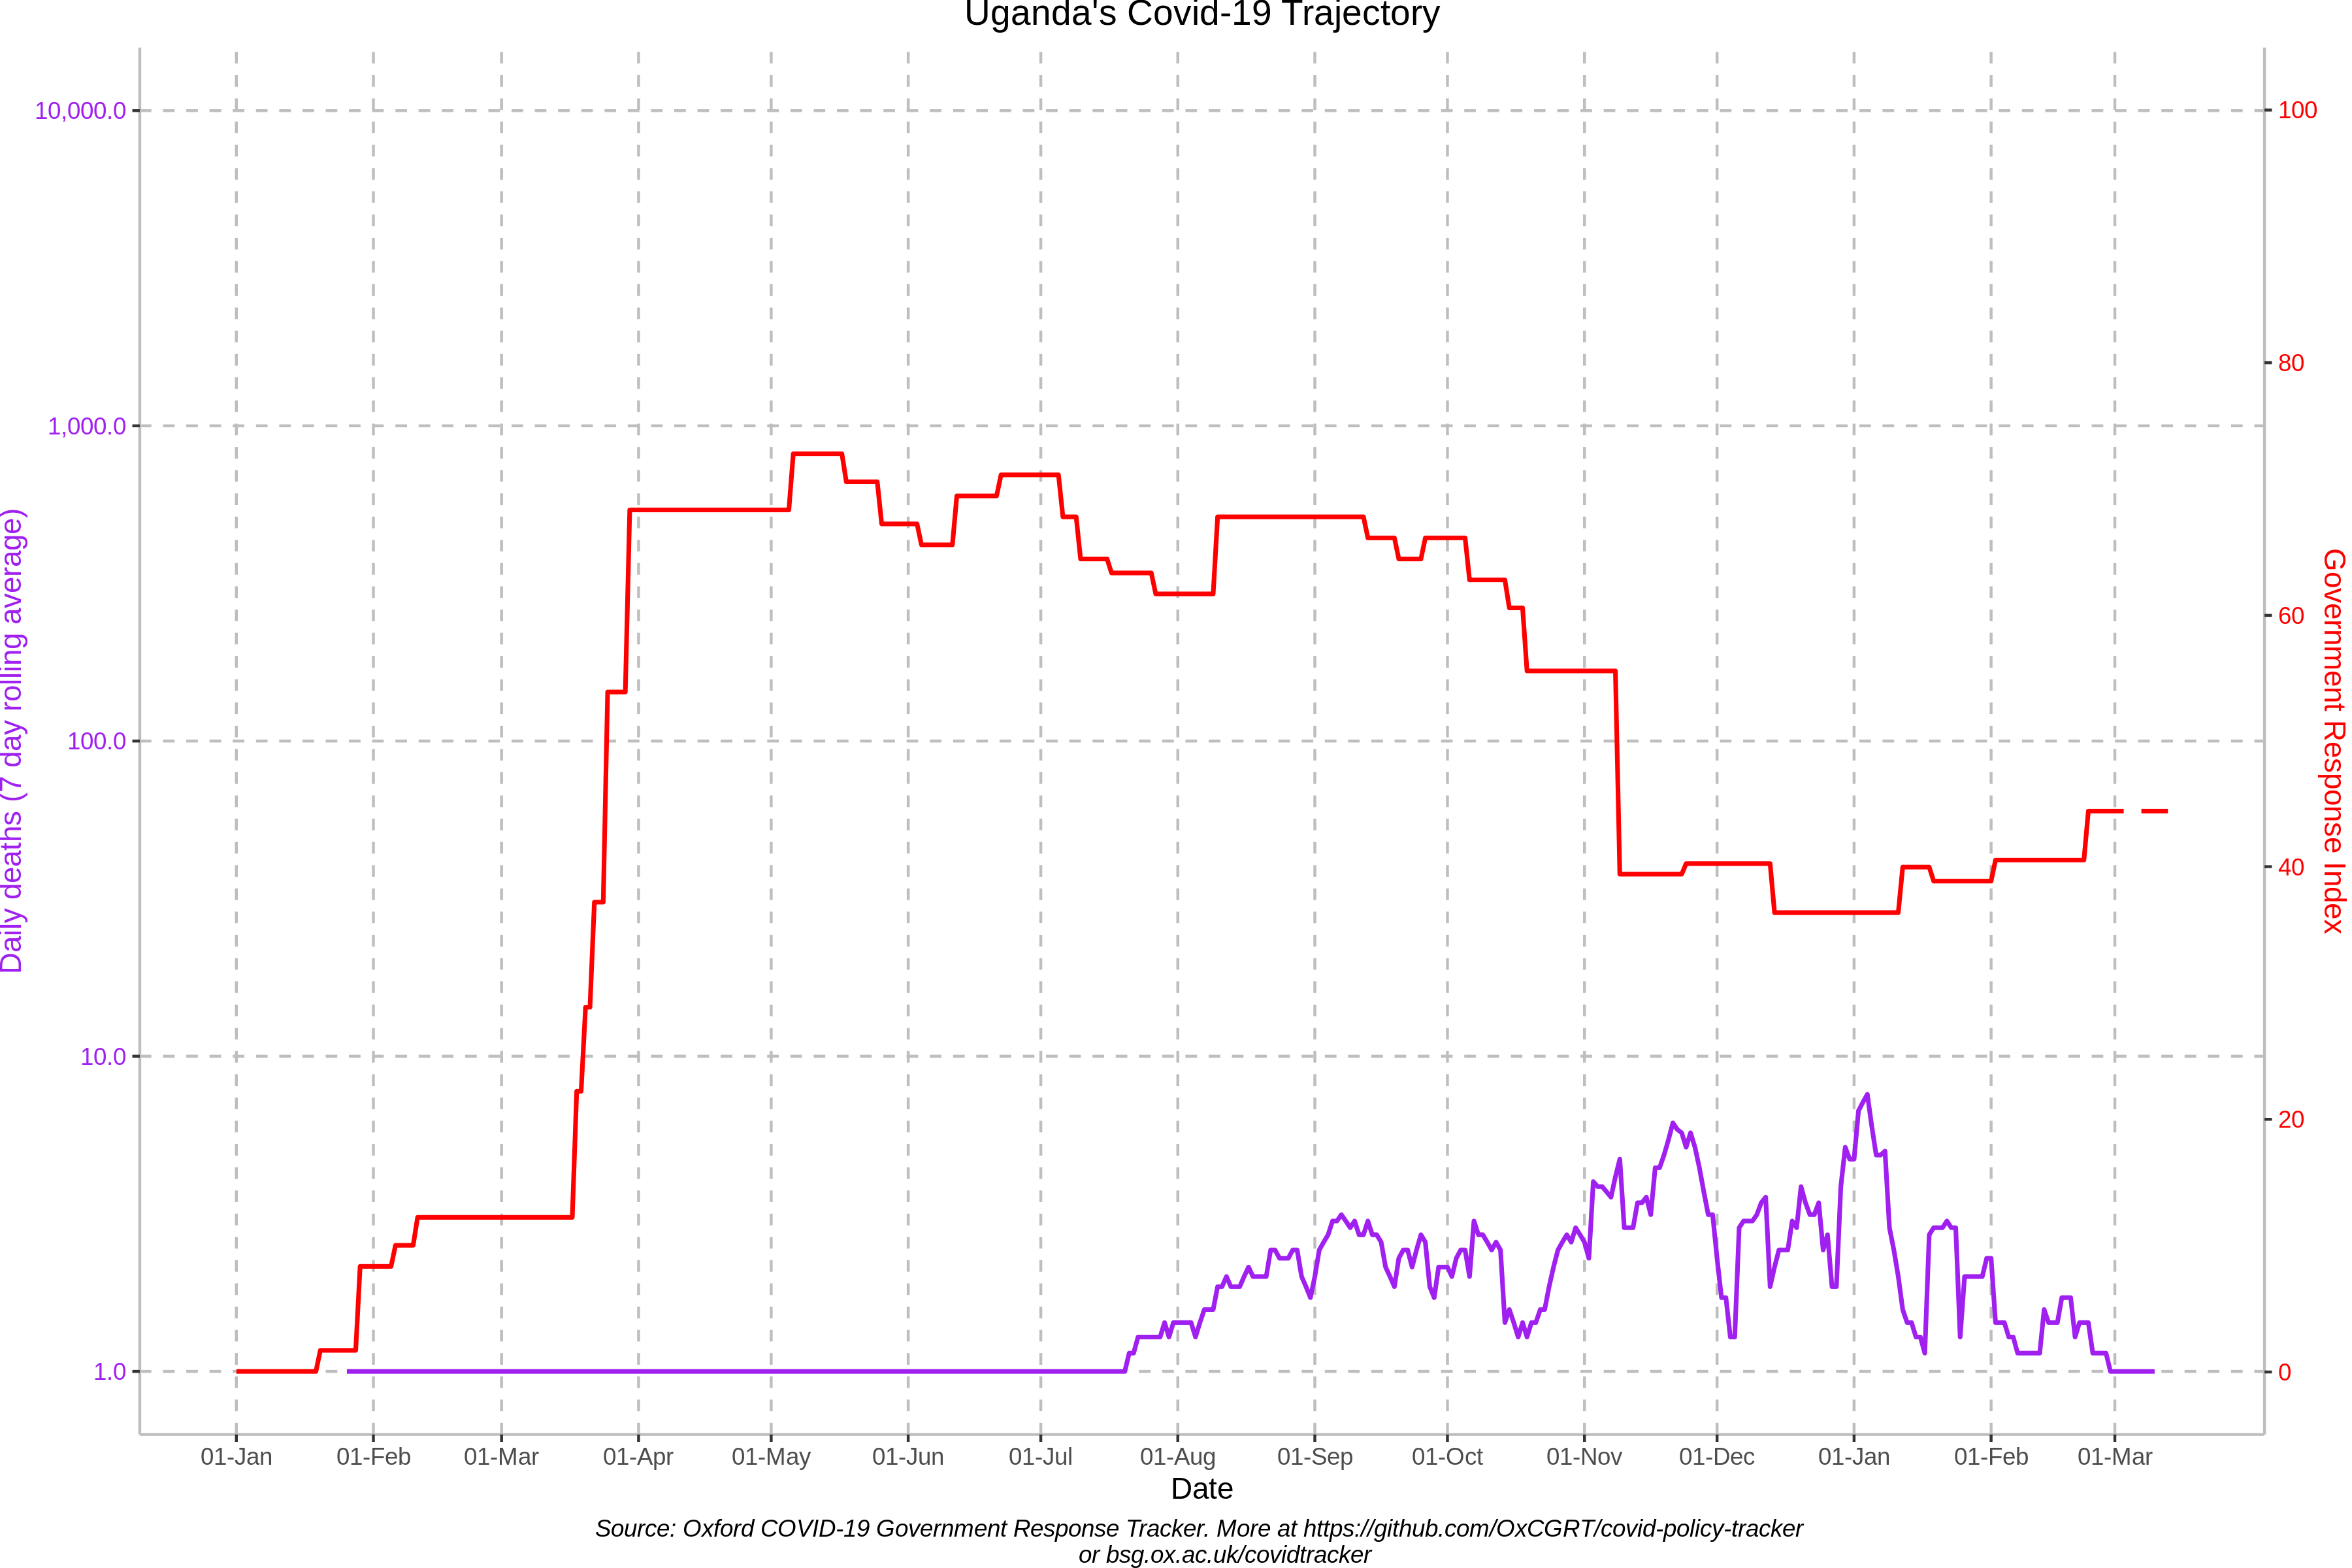 Uganda's Covid-19 Trajectory
10,000.0
1,000.0
100.0
10.0
1.0
Daily deaths (7 day rolling average)
100
80
60
40
20
0
Government Response Index
01-Jan 01-Feb 01-Mar 01-Apr 01-May 01-Jun 01-Jul 01-Aug 01-Sep 01-Oct 01-Nov 01-Dec 01-Jan 01-Feb 01-Mar
Date
Source: Oxford COVID-19 Government Response Tracker. More at https://github.com/OxCGRT/covid-policy-tracker
or bsg.ox.ac.uk/covidtracker